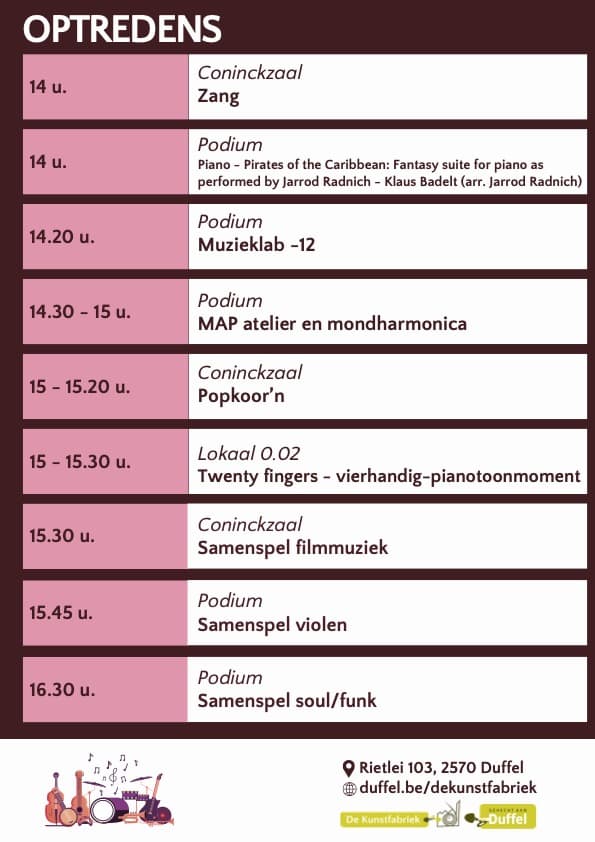 OPTREDENS
14 u.
Coninckzaal
Zang
14 u.
Podium
Piano - Pirates of the Caribbean: Fantasy suite for piano as
performed by Jarrod Radnich - Klaus Badelt (arr. Jarrod Radnich)
14.20 u.
Podium
Muzieklab -12
14.30 - 15 u.
Podium
MAP atelier en mondharmonica
15 - 15.20 u.
Coninckzaal
Popkoor'n
15 - 15.30 u.
Lokaal 0.02
Twenty fingers - vierhandig-pianotoonmoment
15.30 u.
Coninckzaal
Samenspel filmmuziek
15.45 u.
Podium
Samenspel violen
16.30 u.
Podium
Samenspel soul/funk
Rietlei 103, 2570 Duffel
duffel.be/dekunstfabriek
De Kunstfabriek
GEHECHT AAN
Duffel